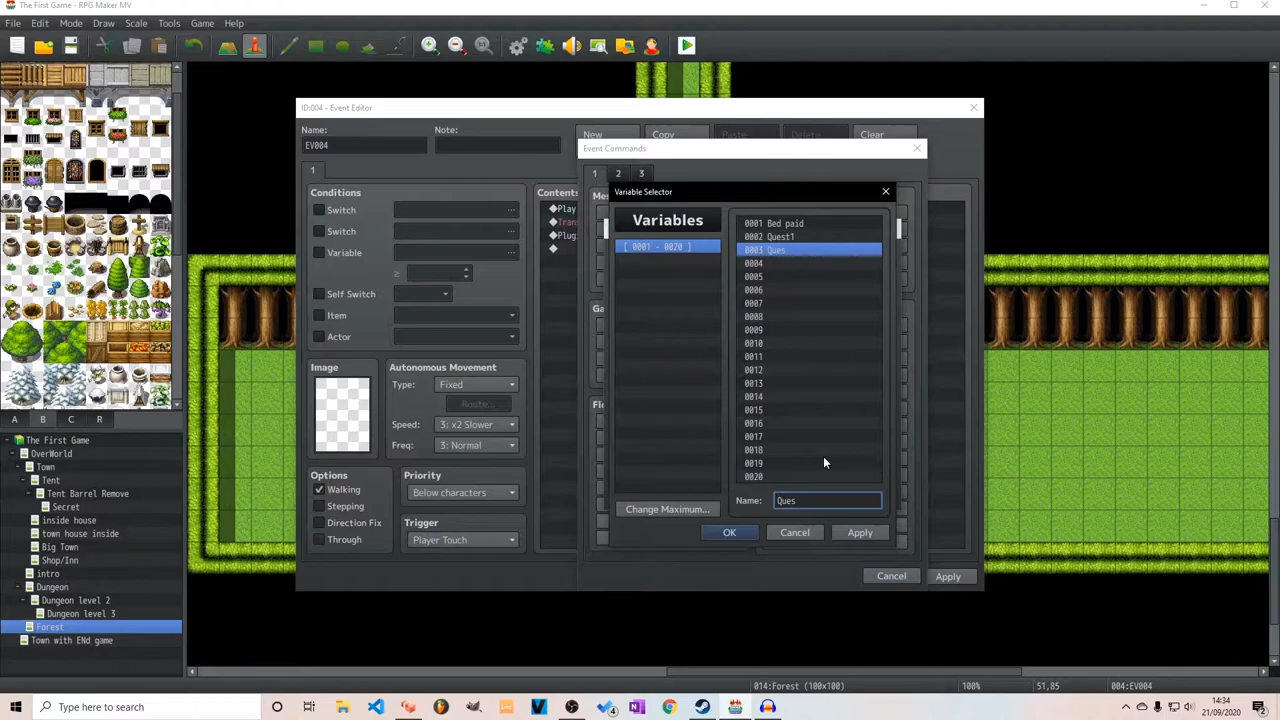 The First Game - RPG Maker MV
File Edit Mode Draw Scale Tools Game Help
ID:004 - Event Editor
Name:
Note:
EV004
New
Copy
Paste
Delete
Clear
1
Conditions
Switch
Switch
Variable
≥
Self Switch
Item
Actor
Image
Autonomous Movement
Type: Fixed
Route...
Speed: 3: x2 Slower
Freq: 3: Normal
Options
Walking
Stepping
Direction Fix
Through
Priority
Below characters
Trigger
Player Touch
Contents
◆Play
◆Trans
◆Plug
◆
Event Commands
1 2 3
Cancel
Apply
Variable Selector
Variables
[ 0001 - 0020 ]
Change Maximum...
0001 Bed paid
0002 Quest1
0003 Ques
0004
0005
0006
0007
0008
0009
0010
0011
0012
0013
0014
0015
0016
0017
0018
0019
0020
Name: Ques
OK
Cancel
Apply
A B C R
The First Game
OverWorld
Town
Tent
Tent Barrel Remove
Secret
inside house
town house inside
Big Town
Shop/Inn
intro
Dungeon
Dungeon level 2
Dungeon level 3
Forest
Town with ENd game
014:Forest (100x100)
100%
51,85
004:EV004
Type here to search
14:34
21/09/2020